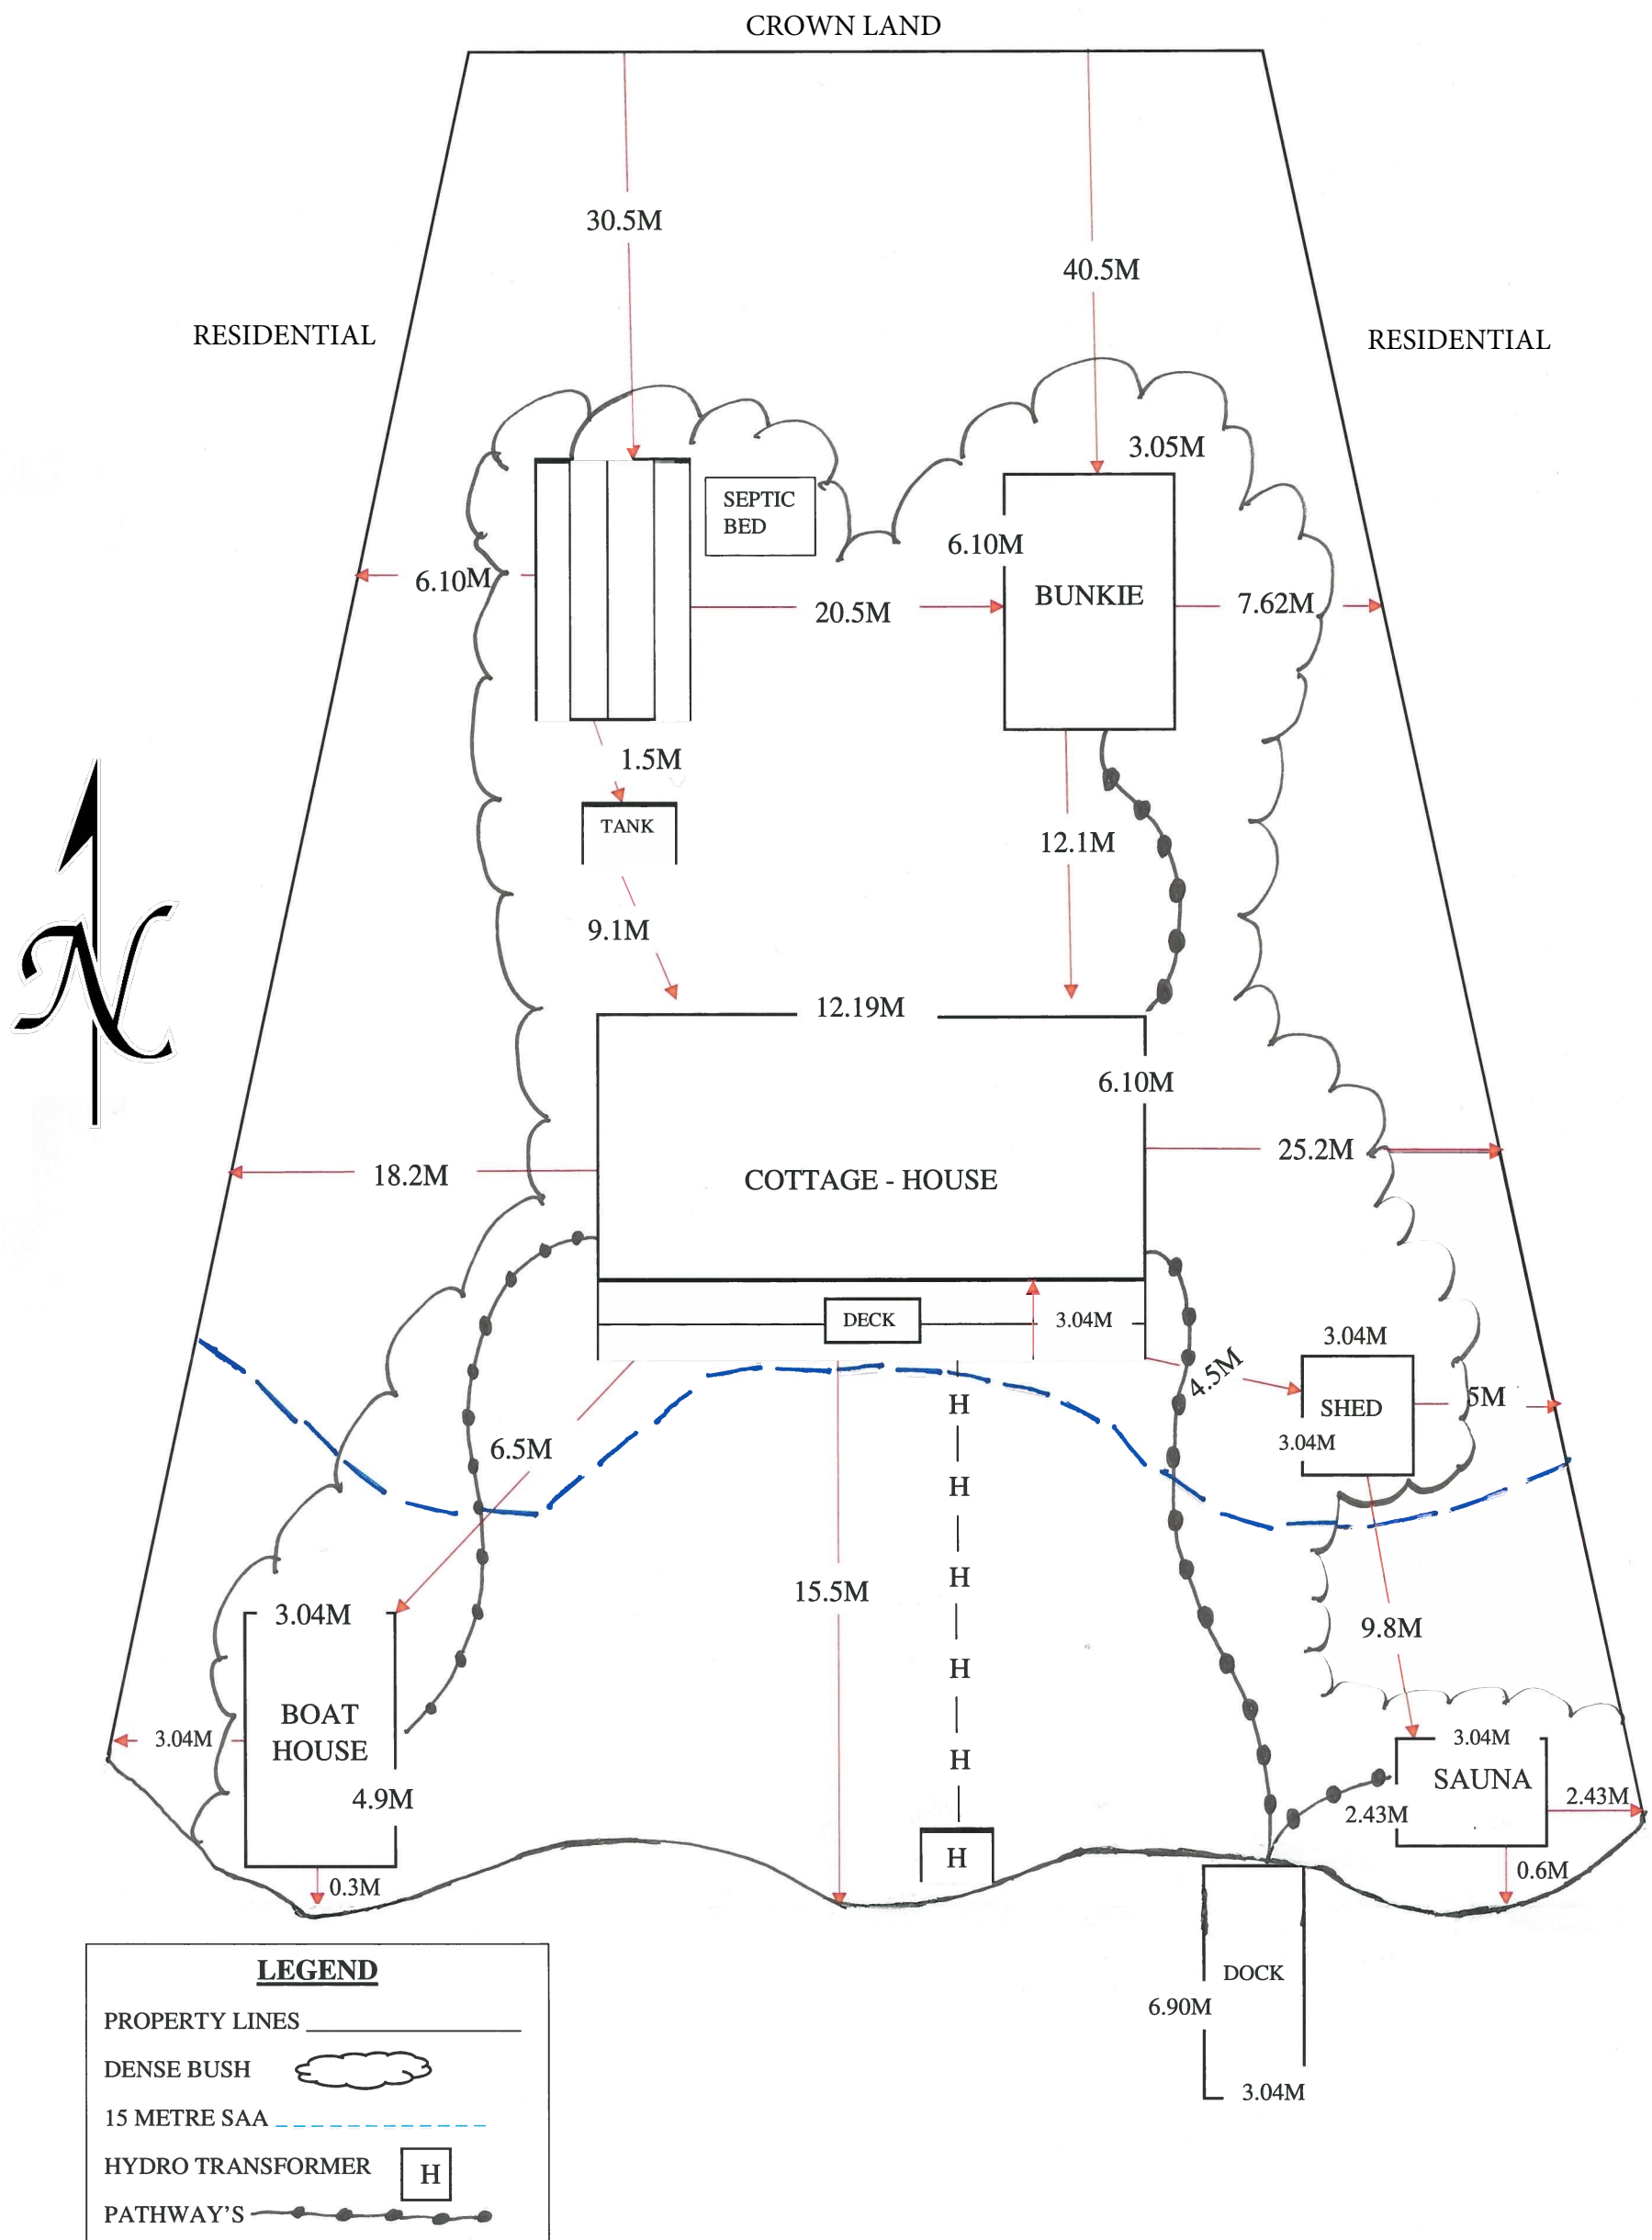 CROWN LAND
30.5M
40.5M
RESIDENTIAL
RESIDENTIAL
3.05M
SEPTIC
BED
6.10M
6.10M
BUNKIE
20.5M
7.62M
1.5M
TANK
12.1M
9.1M
N
12.19M
6.10M
18.2M
COTTAGE - HOUSE
25.2M
DECK
3.04M
3.04M
4.5M
SHED
5M
3.04M
H
6.5M
H
H
15.5M
3.04M
9.8M
H
BOAT
HOUSE
3.04M
H
3.04M
SAUNA
4.9M
2.43M
2.43M
H
0.3M
0.6M
DOCK
6.90M
3.04M
LEGEND
PROPERTY LINES
DENSE BUSH
15 METRE SAA
HYDRO TRANSFORMER H
PATHWAY'S